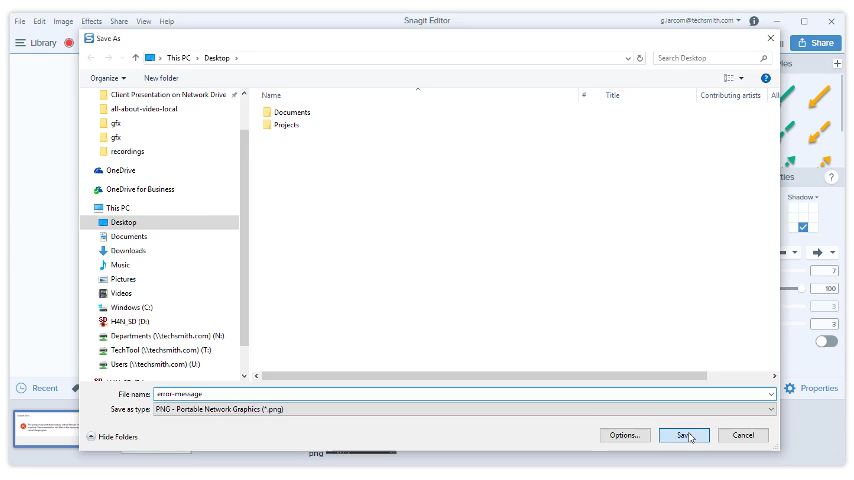 File Edit Image Effects Share View Help
Snagit Editor
g.iarcom@techsmith.com
Library
Share
Save As
This PC > Desktop >
Search Desktop
Organize
New folder
Name
#
Title
Contributing artists
Client Presentation on Network Drive
all-about-video-local
gfx
gfx
recordings
OneDrive
OneDrive for Business
This PC
Desktop
Documents
Downloads
Music
Pictures
Videos
Windows (C:)
H4N_SD (D:)
Departments (\\techsmith.com) (N:)
TechTool (\\techsmith.com) (T:)
Users (\\techsmith.com) (U:)
Documents
Projects
Shadow
7
100
3
3
Recent
Properties
File name: error-message
Save as type: PNG - Portable Network Graphics (*.png)
Hide Folders
Options...
Save
Cancel
png